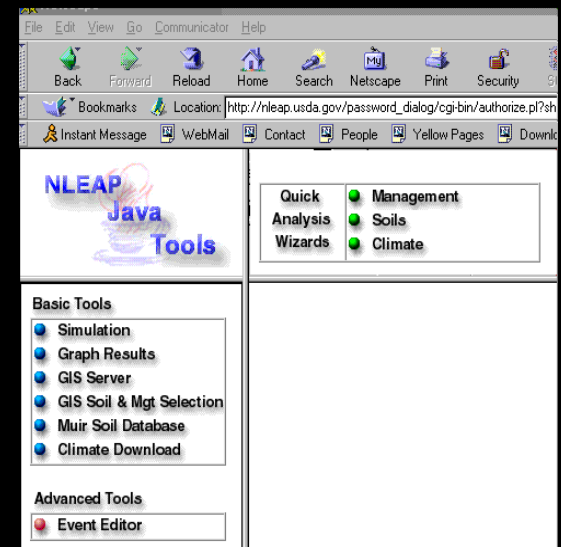 File Edit View Go Communicator Help
Back Forward Reload Home Search Netscape Print Security
Bookmarks Location: http://nleap.usda.gov/password_dialog/cgi-bin/authorize.pl?sh
Instant Message WebMail Contact People Yellow Pages Downlo
NLEAP
Java
Tools
Quick
Analysis
Wizards
Management
Soils
Climate
Basic Tools
Simulation
Graph Results
GIS Server
GIS Soil & Mgt Selection
Muir Soil Database
Climate Download
Advanced Tools
Event Editor